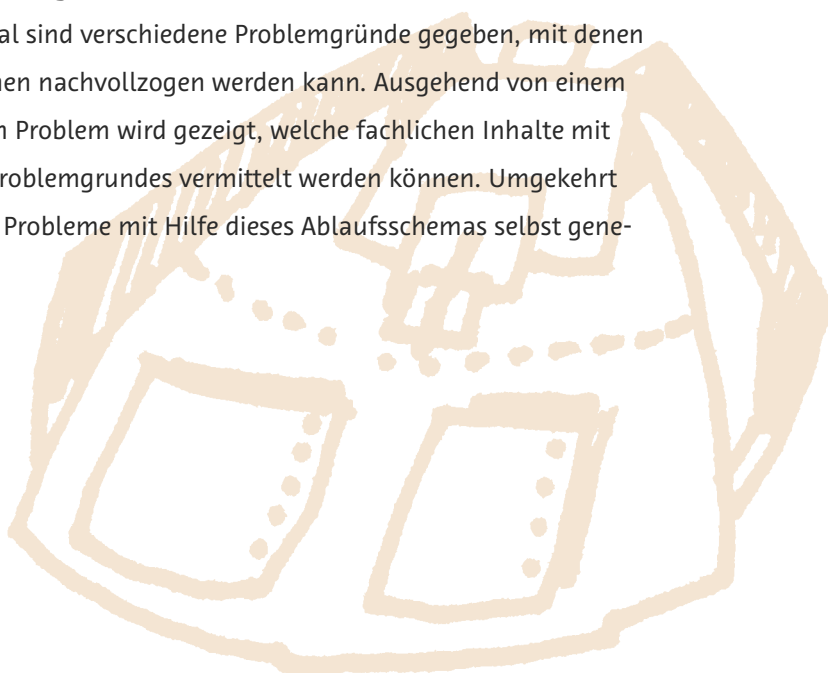 al sind verschiedene Problemgründe gegeben, mit denen
nen nachvollzogen werden kann. Ausgehend von einem
Problem wird gezeigt, welche fachlichen Inhalte mit
roblemgrundes vermittelt werden können. Umgekehrt
Probleme mit Hilfe dieses Ablaufsschemas selbst gene-